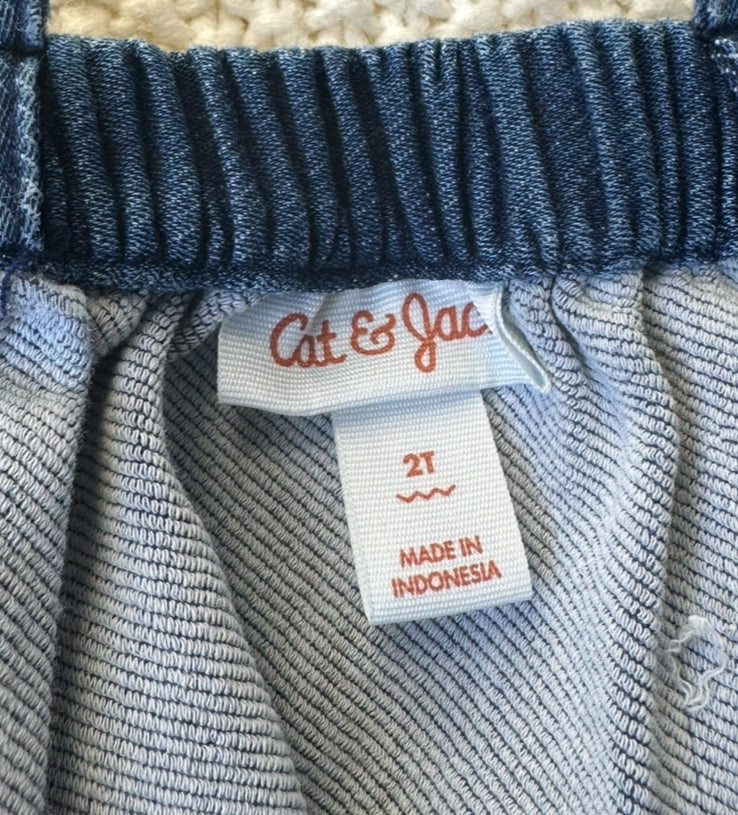 Cat & Jac
2T
MADE IN
INDONESIA